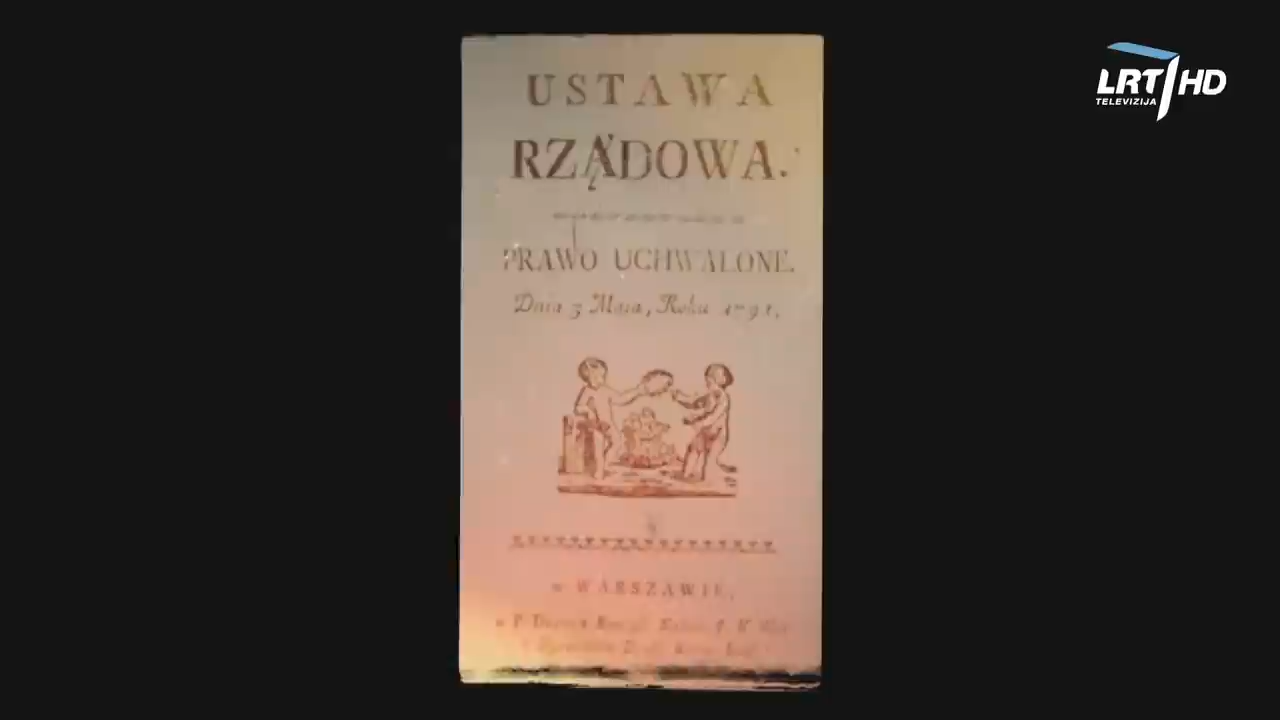 USTAWA
RZĄDOWA.
PRAWO UCHWALONE.
Dnia 3 Maja, Roku 1791.
w WARSZAWIE,
w P.
LRT HD
TELEVIZIJA